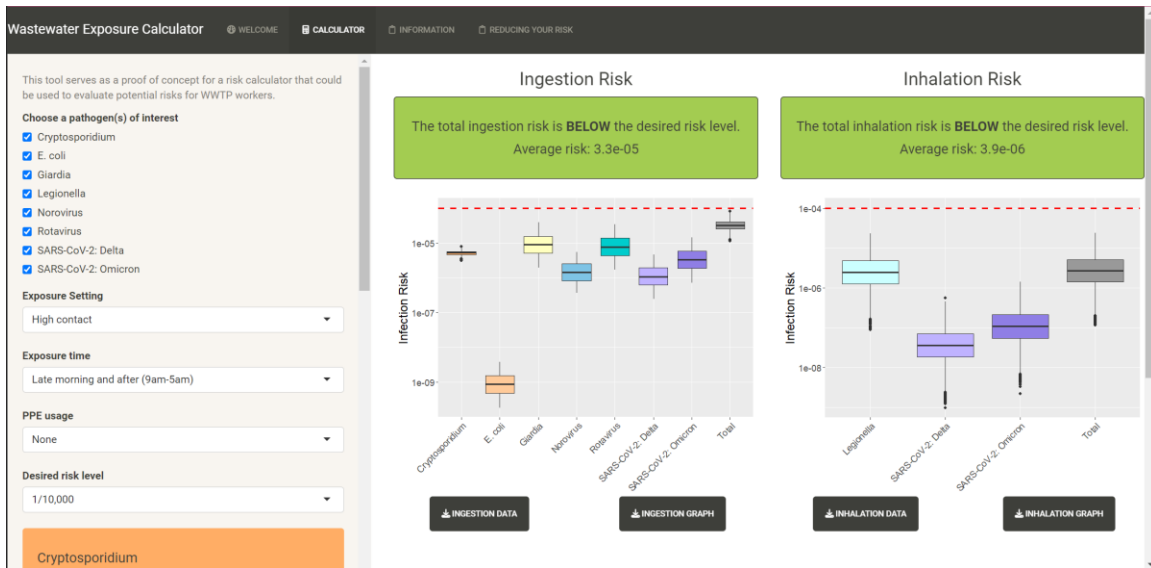 Wastewater Exposure Calculator
WELCOME
CALCULATOR
INFORMATION
REDUCING YOUR RISK
This tool serves as a proof of concept for a risk calculator that could
be used to evaluate potential risks for WWTP workers.
Choose a pathogen(s) of interest
Cryptosporidium
E. coli
Giardia
Legionella
Norovirus
Rotavirus
SARS-CoV-2: Delta
SARS-CoV-2: Omicron
Exposure Setting
High contact
Exposure time
Late morning and after (9am-5am)
PPE usage
None
Desired risk level
1/10,000
Cryptosporidium
Ingestion Risk
The total ingestion risk is BELOW the desired risk level.
Average risk: 3.3e-05
Infection Risk
1e-05
1e-07
1e-09
Cryptosporidium
E. coli
Giardia
Norovirus
Rotavirus
SARS-CoV-2: Delta
SARS-CoV-2: Omicron
Total
INGESTION DATA
INGESTION GRAPH
Inhalation Risk
The total inhalation risk is BELOW the desired risk level.
Average risk: 3.9e-06
Infection Risk
1e-04
1e-06
1e-08
Legionella
SARS-CoV-2: Delta
SARS-CoV-2: Omicron
Total
INHALATION DATA
INHALATION GRAPH